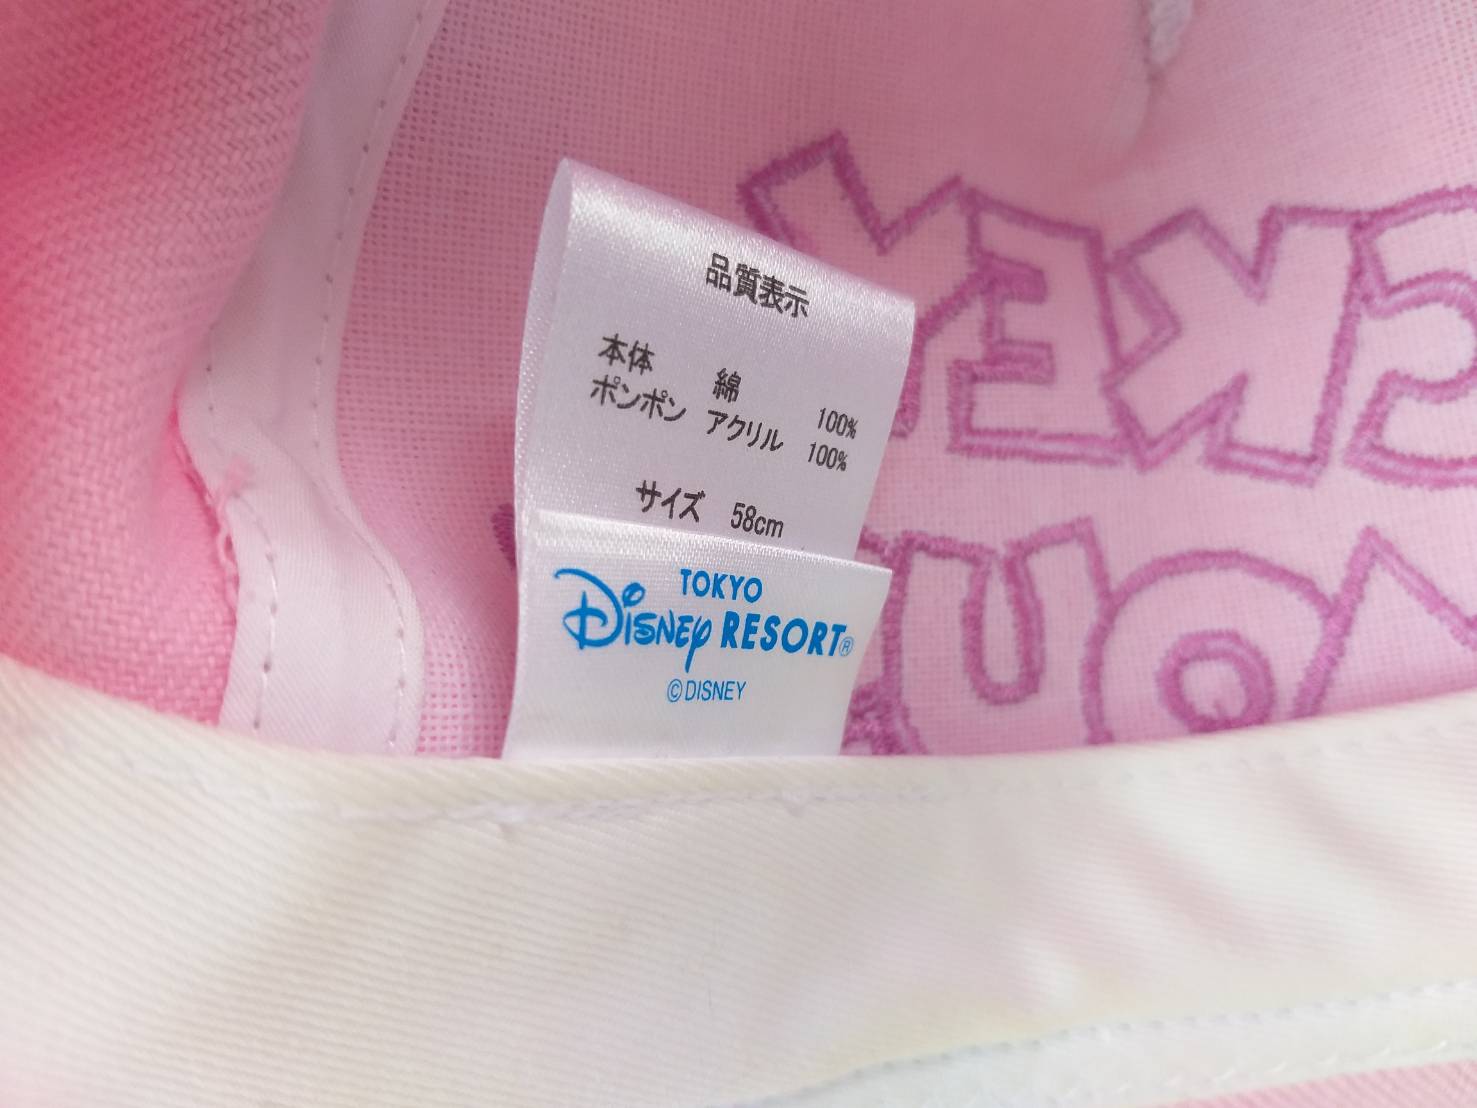 品質表示
本体 綿 100%
ポンポン アクリル 100%
サイズ 58cm
TOKYO
Disney RESORT®
©DISNEY